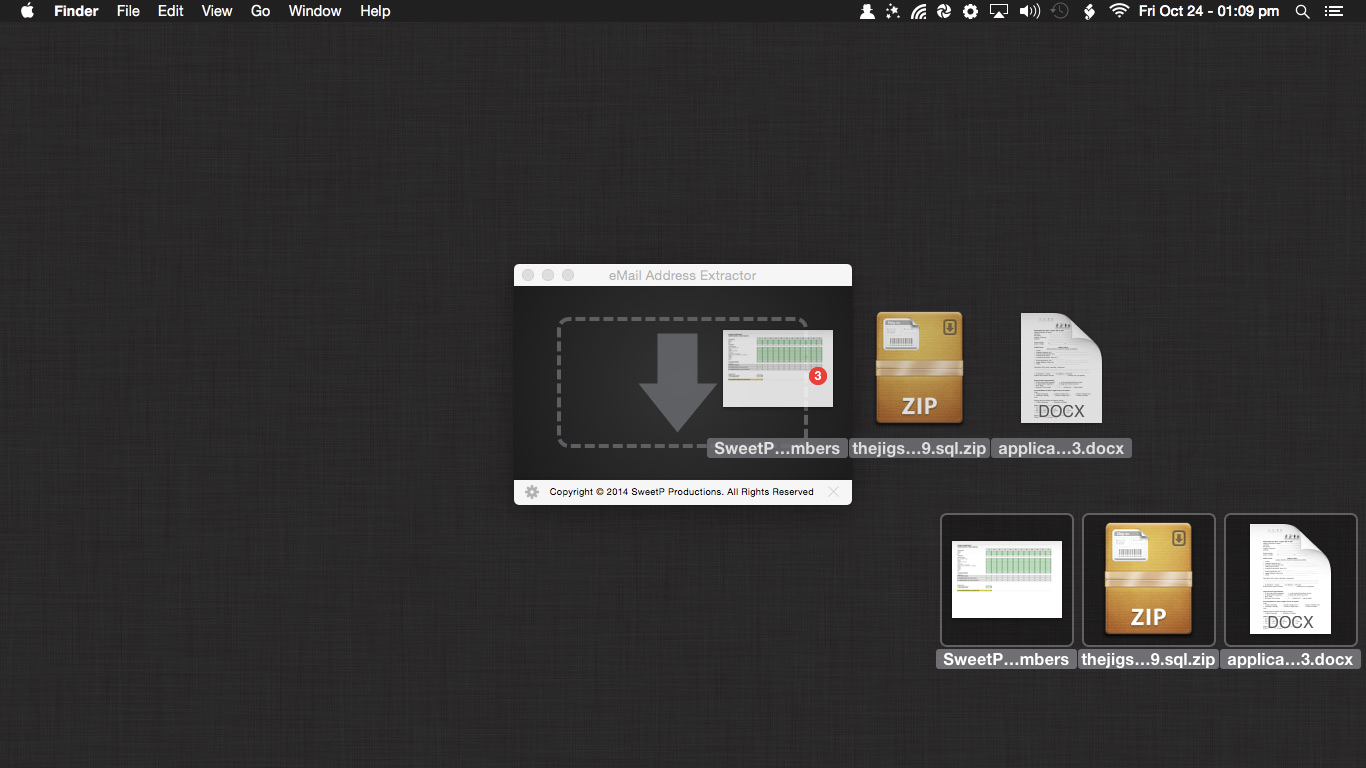 Finder File Edit View Go Window Help Fri Oct 24 - 01:09 pm
eMail Address Extractor
3
ZIP
DOCX
SweetP...mbers thejigs...9.sql.zip applica...3.docx
Copyright © 2014 SweetP Productions. All Rights Reserved
ZIP
DOCX
SweetP...mbers thejigs...9.sql.zip applica...3.docx